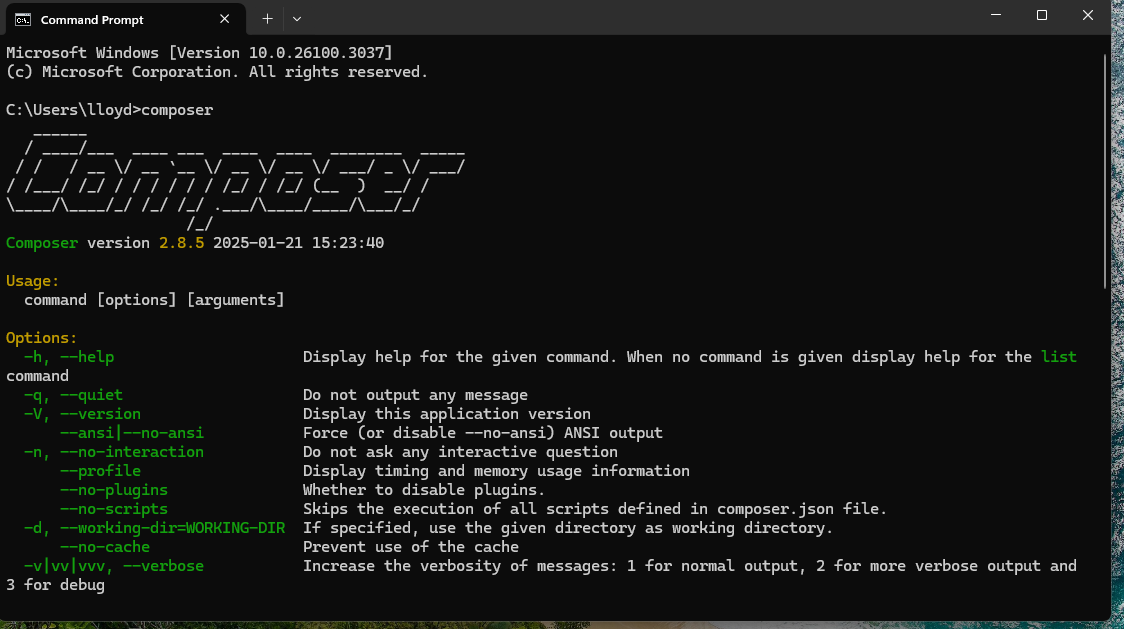 Command Prompt
Microsoft Windows [Version 10.0.26100.3037]
(c) Microsoft Corporation. All rights reserved.
C:\Users\lloyd>composer
   ______
  / ____/___  ____ ___  ____  ____  ________  _____
 / /   / __ \/ __ `__ \/ __ \/ __ \/ ___/ _ \/ ___/
/ /___/ /_/ / / / / / / /_/ / /_/ (__  )  __/ /
\____/\____/_/ /_/ /_/ .___/\____/____/\___/_/
                    /_/
Composer version 2.8.5 2025-01-21 15:23:40
Usage:
  command [options] [arguments]
Options:
  -h, --help                     Display help for the given command. When no command is given display help for the list
command
  -q, --quiet                    Do not output any message
  -V, --version                  Display this application version
      --ansi|--no-ansi           Force (or disable --no-ansi) ANSI output
  -n, --no-interaction           Do not ask any interactive question
      --profile                  Display timing and memory usage information
      --no-plugins               Whether to disable plugins.
      --no-scripts               Skips the execution of all scripts defined in composer.json file.
  -d, --working-dir=WORKING-DIR  If specified, use the given directory as working directory.
      --no-cache                 Prevent use of the cache
  -v|vv|vvv, --verbose           Increase the verbosity of messages: 1 for normal output, 2 for more verbose output and
3 for debug